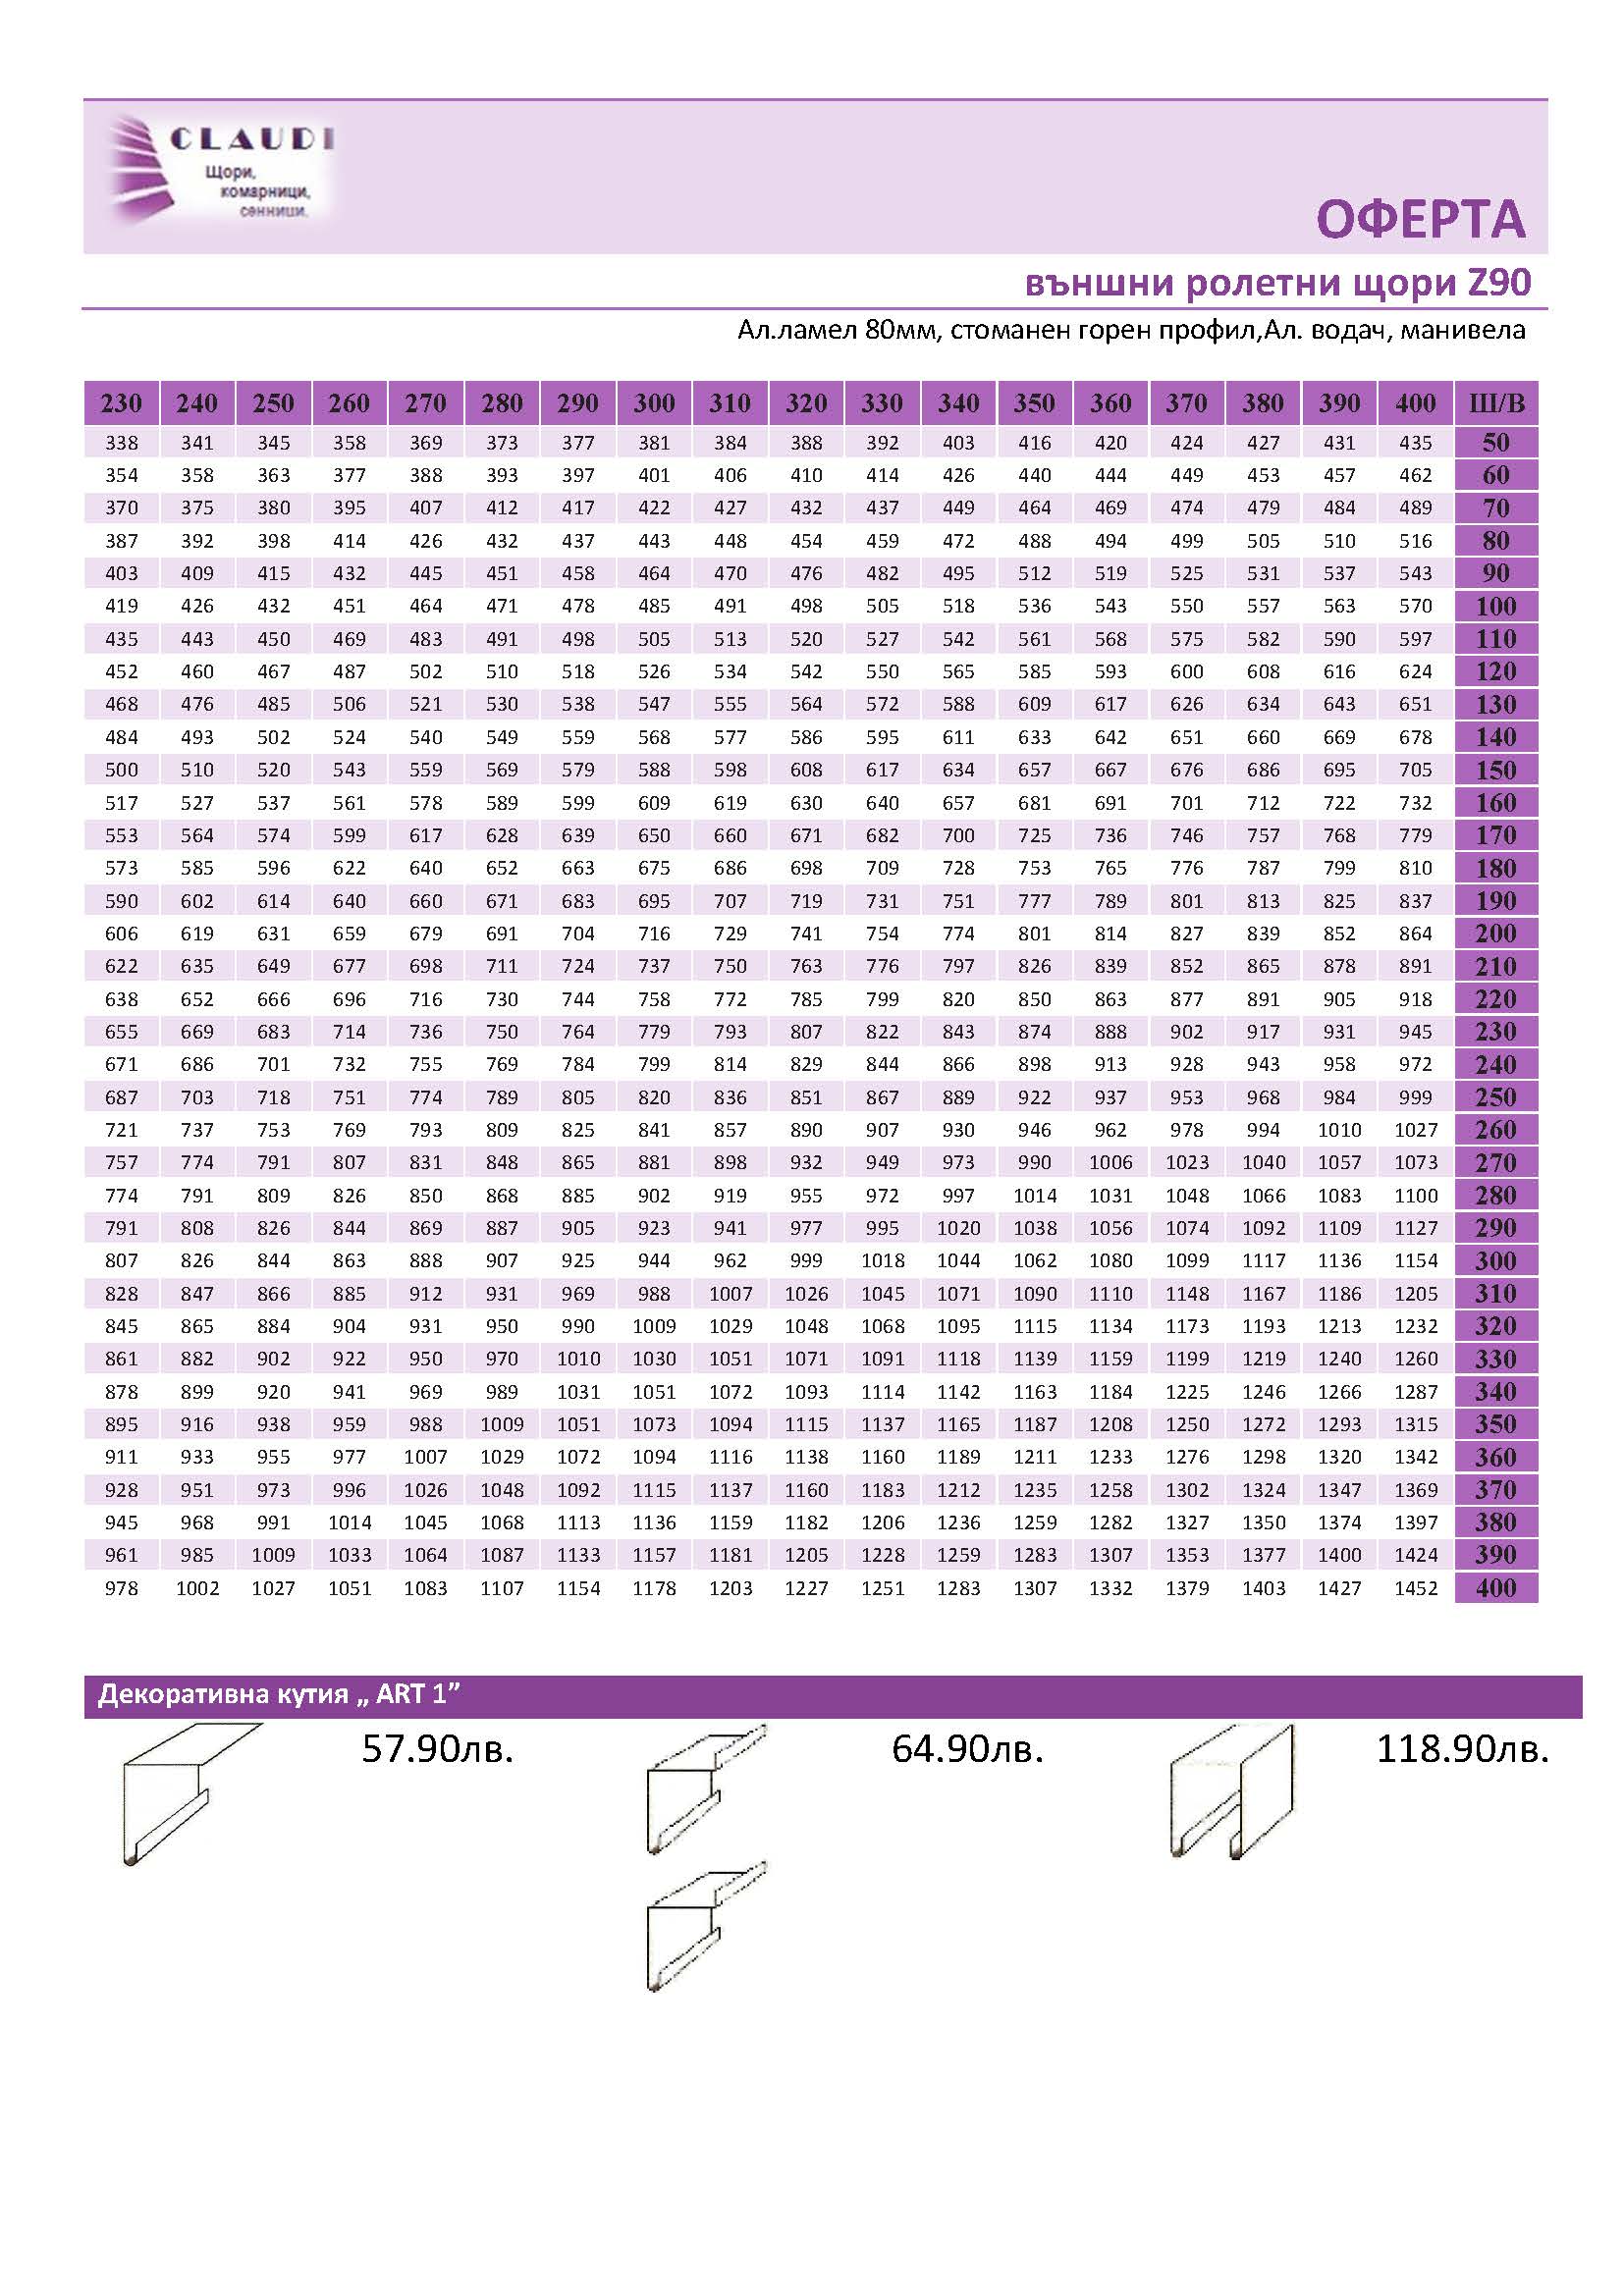 CLAUDI
Щори,
комарници,
сенници.
ОФЕРТА
външни ролетни щори Z90
Ал.ламел 80мм, стоманен горен профил,Ал. водач, манивела
230 240 250 260 270 280 290 300 310 320 330 340 350 360 370 380 390 400 Ш/В
338 341 345 358 369 373 377 381 384 388 392 403 416 420 424 427 431 435 50
354 358 363 377 388 393 397 401 406 410 414 426 440 444 449 453 457 462 60
370 375 380 395 407 412 417 422 427 432 437 449 464 469 474 479 484 489 70
387 392 398 414 426 432 437 443 448 454 459 472 488 494 499 505 510 516 80
403 409 415 432 445 451 458 464 470 476 482 495 512 519 525 531 537 543 90
419 426 432 451 464 471 478 485 491 498 505 518 536 543 550 557 563 570 100
435 443 450 469 483 491 498 505 513 520 527 542 561 568 575 582 590 597 110
452 460 467 487 502 510 518 526 534 542 550 565 585 593 600 608 616 624 120
468 476 485 506 521 530 538 547 555 564 572 588 609 617 626 634 643 651 130
484 493 502 524 540 549 559 568 577 586 595 611 633 642 651 660 669 678 140
500 510 520 543 559 569 579 588 598 608 617 634 657 667 676 686 695 705 150
517 527 537 561 578 589 599 609 619 630 640 657 681 691 701 712 722 732 160
553 564 574 599 617 628 639 650 660 671 682 700 725 736 746 757 768 779 170
573 585 596 622 640 652 663 675 686 698 709 728 753 765 776 787 799 810 180
590 602 614 640 660 671 683 695 707 719 731 751 777 789 801 813 825 837 190
606 619 631 659 679 691 704 716 729 741 754 774 801 814 827 839 852 864 200
622 635 649 677 698 711 724 737 750 763 776 797 826 839 852 865 878 891 210
638 652 666 696 716 730 744 758 772 785 799 820 850 863 877 891 905 918 220
655 669 683 714 736 750 764 779 793 807 822 843 874 888 902 917 931 945 230
671 686 701 732 755 769 784 799 814 829 844 866 898 913 928 943 958 972 240
687 703 718 751 774 789 805 820 836 851 867 889 922 937 953 968 984 999 250
721 737 753 769 793 809 825 841 857 890 907 930 946 962 978 994 1010 1027 260
757 774 791 807 831 848 865 881 898 932 949 973 990 1006 1023 1040 1057 1073 270
774 791 809 826 850 868 885 902 919 955 972 997 1014 1031 1048 1066 1083 1100 280
791 808 826 844 869 887 905 923 941 977 995 1020 1038 1056 1074 1092 1109 1127 290
807 826 844 863 888 907 925 944 962 999 1018 1044 1062 1080 1099 1117 1136 1154 300
828 847 866 885 912 931 969 988 1007 1026 1045 1071 1090 1110 1148 1167 1186 1205 310
845 865 884 904 931 950 990 1009 1029 1048 1068 1095 1115 1134 1173 1193 1213 1232 320
861 882 902 922 950 970 1010 1030 1051 1071 1091 1118 1139 1159 1199 1219 1240 1260 330
878 899 920 941 969 989 1031 1051 1072 1093 1114 1142 1163 1184 1225 1246 1266 1287 340
895 916 938 959 988 1009 1051 1073 1094 1115 1137 1165 1187 1208 1250 1272 1293 1315 350
911 933 955 977 1007 1029 1072 1094 1116 1138 1160 1189 1211 1233 1276 1298 1320 1342 360
928 951 973 996 1026 1048 1092 1115 1137 1160 1183 1212 1235 1258 1302 1324 1347 1369 370
945 968 991 1014 1045 1068 1113 1136 1159 1182 1206 1236 1259 1282 1327 1350 1374 1397 380
961 985 1009 1033 1064 1087 1133 1157 1181 1205 1228 1259 1283 1307 1353 1377 1400 1424 390
978 1002 1027 1051 1083 1107 1154 1178 1203 1227 1251 1283 1307 1332 1379 1403 1427 1452 400
Декоративна кутия „ ART 1”
57.90лв. 64.90лв. 118.90лв.